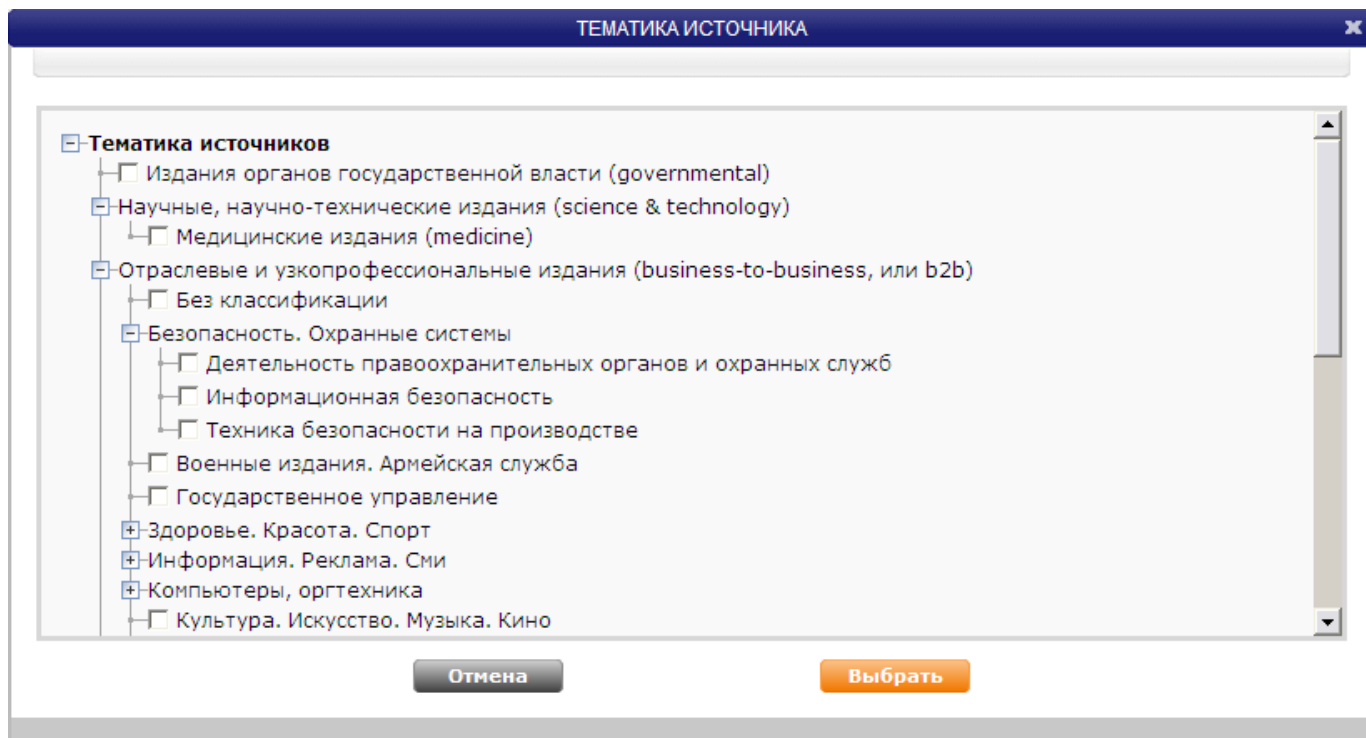 ТЕМАТИКА ИСТОЧНИКА
Тематика источников
Издания органов государственной власти (governmental)
Научные, научно-технические издания (science & technology)
Медицинские издания (medicine)
Отраслевые и узкопрофессиональные издания (business-to-business, или b2b)
Без классификации
Безопасность. Охранные системы
Деятельность правоохранительных органов и охранных служб
Информационная безопасность
Техника безопасности на производстве
Военные издания. Армейская служба
Государственное управление
Здоровье. Красота. Спорт
Информация. Реклама. Сми
Компьютеры, оргтехника
Культура. Искусство. Музыка. Кино
Отмена Выбрать